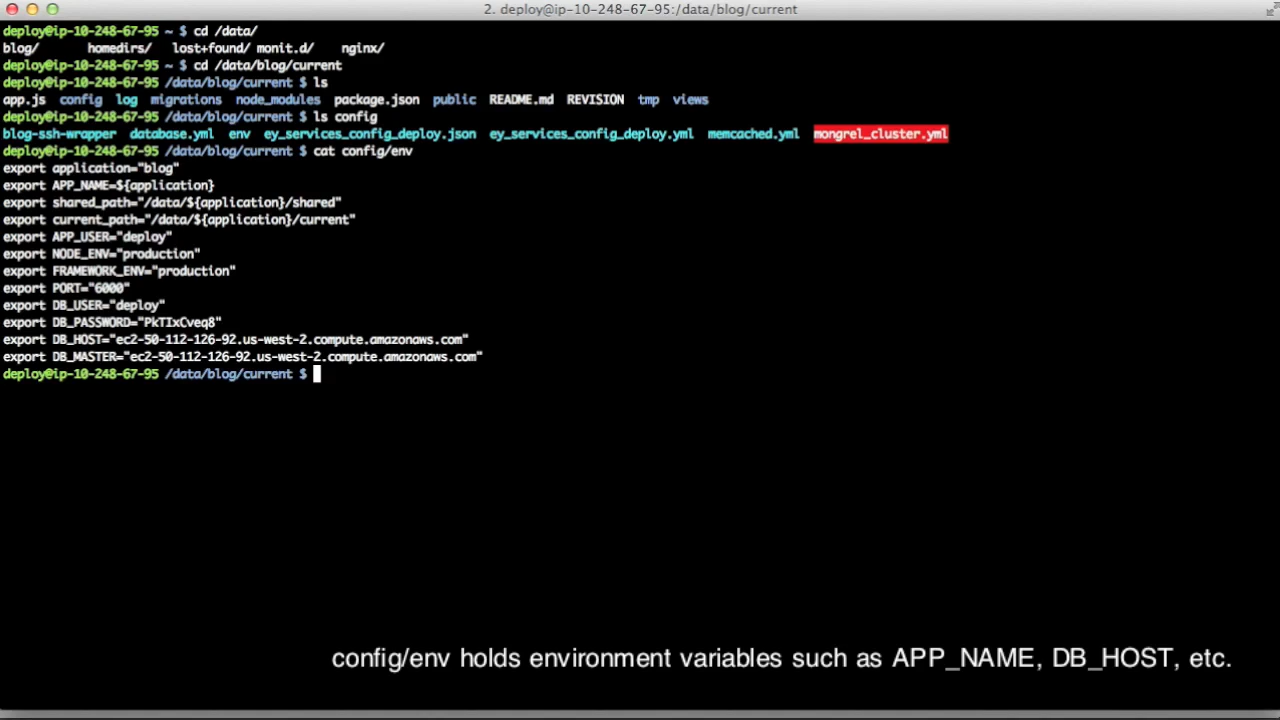 2. deploy@ip-10-248-67-95:/data/blog/current
deploy@ip-10-248-67-95 ~ $ cd /data/
blog/ homedirs/ lost+found/ monit.d/ nginx/
deploy@ip-10-248-67-95 ~ $ cd /data/blog/current
deploy@ip-10-248-67-95 /data/blog/current $ ls
app.js config log migrations node_modules package.json public README.md REVISION tmp views
deploy@ip-10-248-67-95 /data/blog/current $ ls config
blog-ssh-wrapper database.yml env ey_services_config_deploy.json ey_services_config_deploy.yml memcached.yml mongrel_cluster.yml
deploy@ip-10-248-67-95 /data/blog/current $ cat config/env
export application="blog"
export APP_NAME=${application}
export shared_path="/data/${application}/shared"
export current_path="/data/${application}/current"
export APP_USER="deploy"
export NODE_ENV="production"
export FRAMEWORK_ENV="production"
export PORT="6000"
export DB_USER="deploy"
export DB_PASSWORD="PkTIxCveq8"
export DB_HOST="ec2-50-112-126-92.us-west-2.compute.amazonaws.com"
export DB_MASTER="ec2-50-112-126-92.us-west-2.compute.amazonaws.com"
deploy@ip-10-248-67-95 /data/blog/current $
config/env holds environment variables such as APP_NAME, DB_HOST, etc.